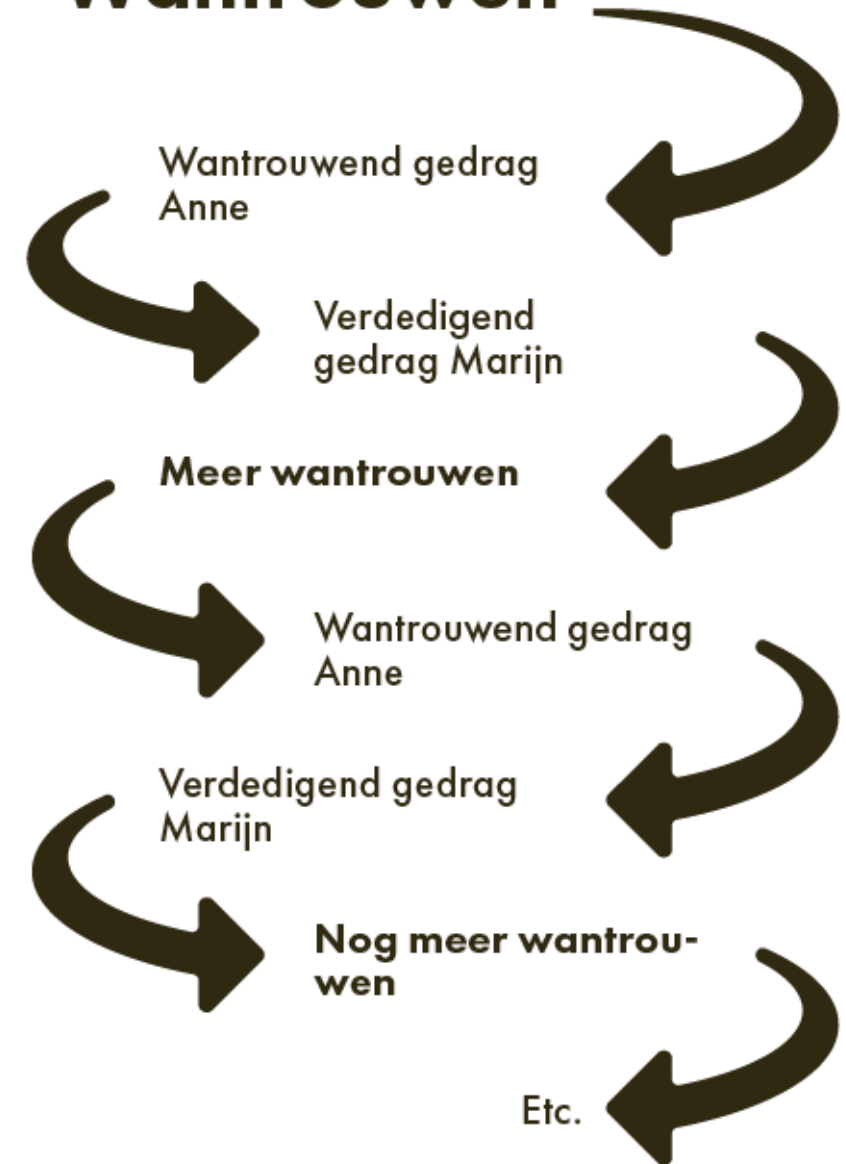 Wantrouwen
Wantrouwend gedrag
Anne
Verdedigend
gedrag Marijn
Meer wantrouwen
Wantrouwend gedrag
Anne
Verdedigend gedrag
Marijn
Nog meer wantrou-
wen
Etc.